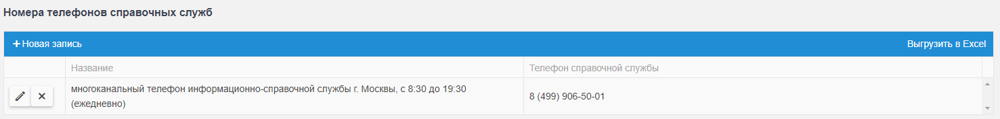 Номера телефонов справочных служб
+Новая запись Выгрузить в Excel
Название Телефон справочной службы
многоканальный телефон информационно-справочной службы г. Москвы, с 8:30 до 19:30
(ежедневно)
8 (499) 906-50-01